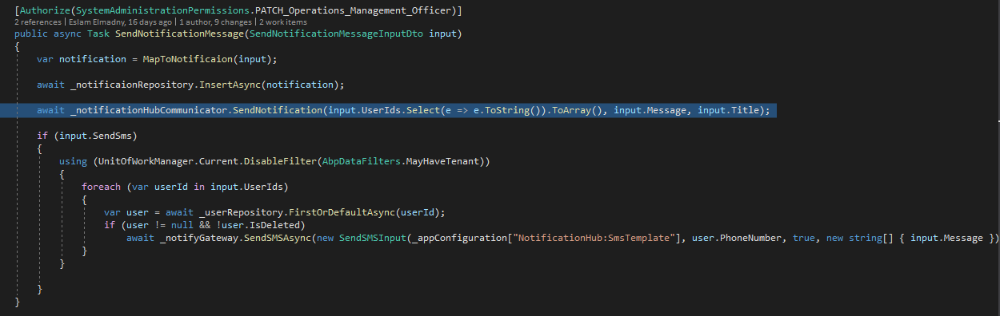 [Authorize(SystemAdministrationPermissions.PATCH_Operations_Management_Officer)]
2 references | Eslam Elmadny, 16 days ago | 1 author, 9 changes | 2 work items
public async Task SendNotificationMessage(SendNotificationMessageInputDto input)
{
var notification = MapToNotificaion(input);
await _notificaionRepository.InsertAsync(notification);
await _notificationHubCommunicator.SendNotification(input.UserIds.Select(e => e.ToString()).ToArray(), input.Message, input.Title);
if (input.SendSms)
{
using (UnitOfWorkManager.Current.DisableFilter(AbpDataFilters.MayHaveTenant))
{
foreach (var userId in input.UserIds)
{
var user = await _userRepository.FirstOrDefaultAsync(userId);
if (user != null && !user.IsDeleted)
await _notifyGateway.SendSMSAsync(new SendSMSInput(_appConfiguration["NotificationHub:SmsTemplate"], user.PhoneNumber, true, new string[] { input.Message })
}
}
}
}